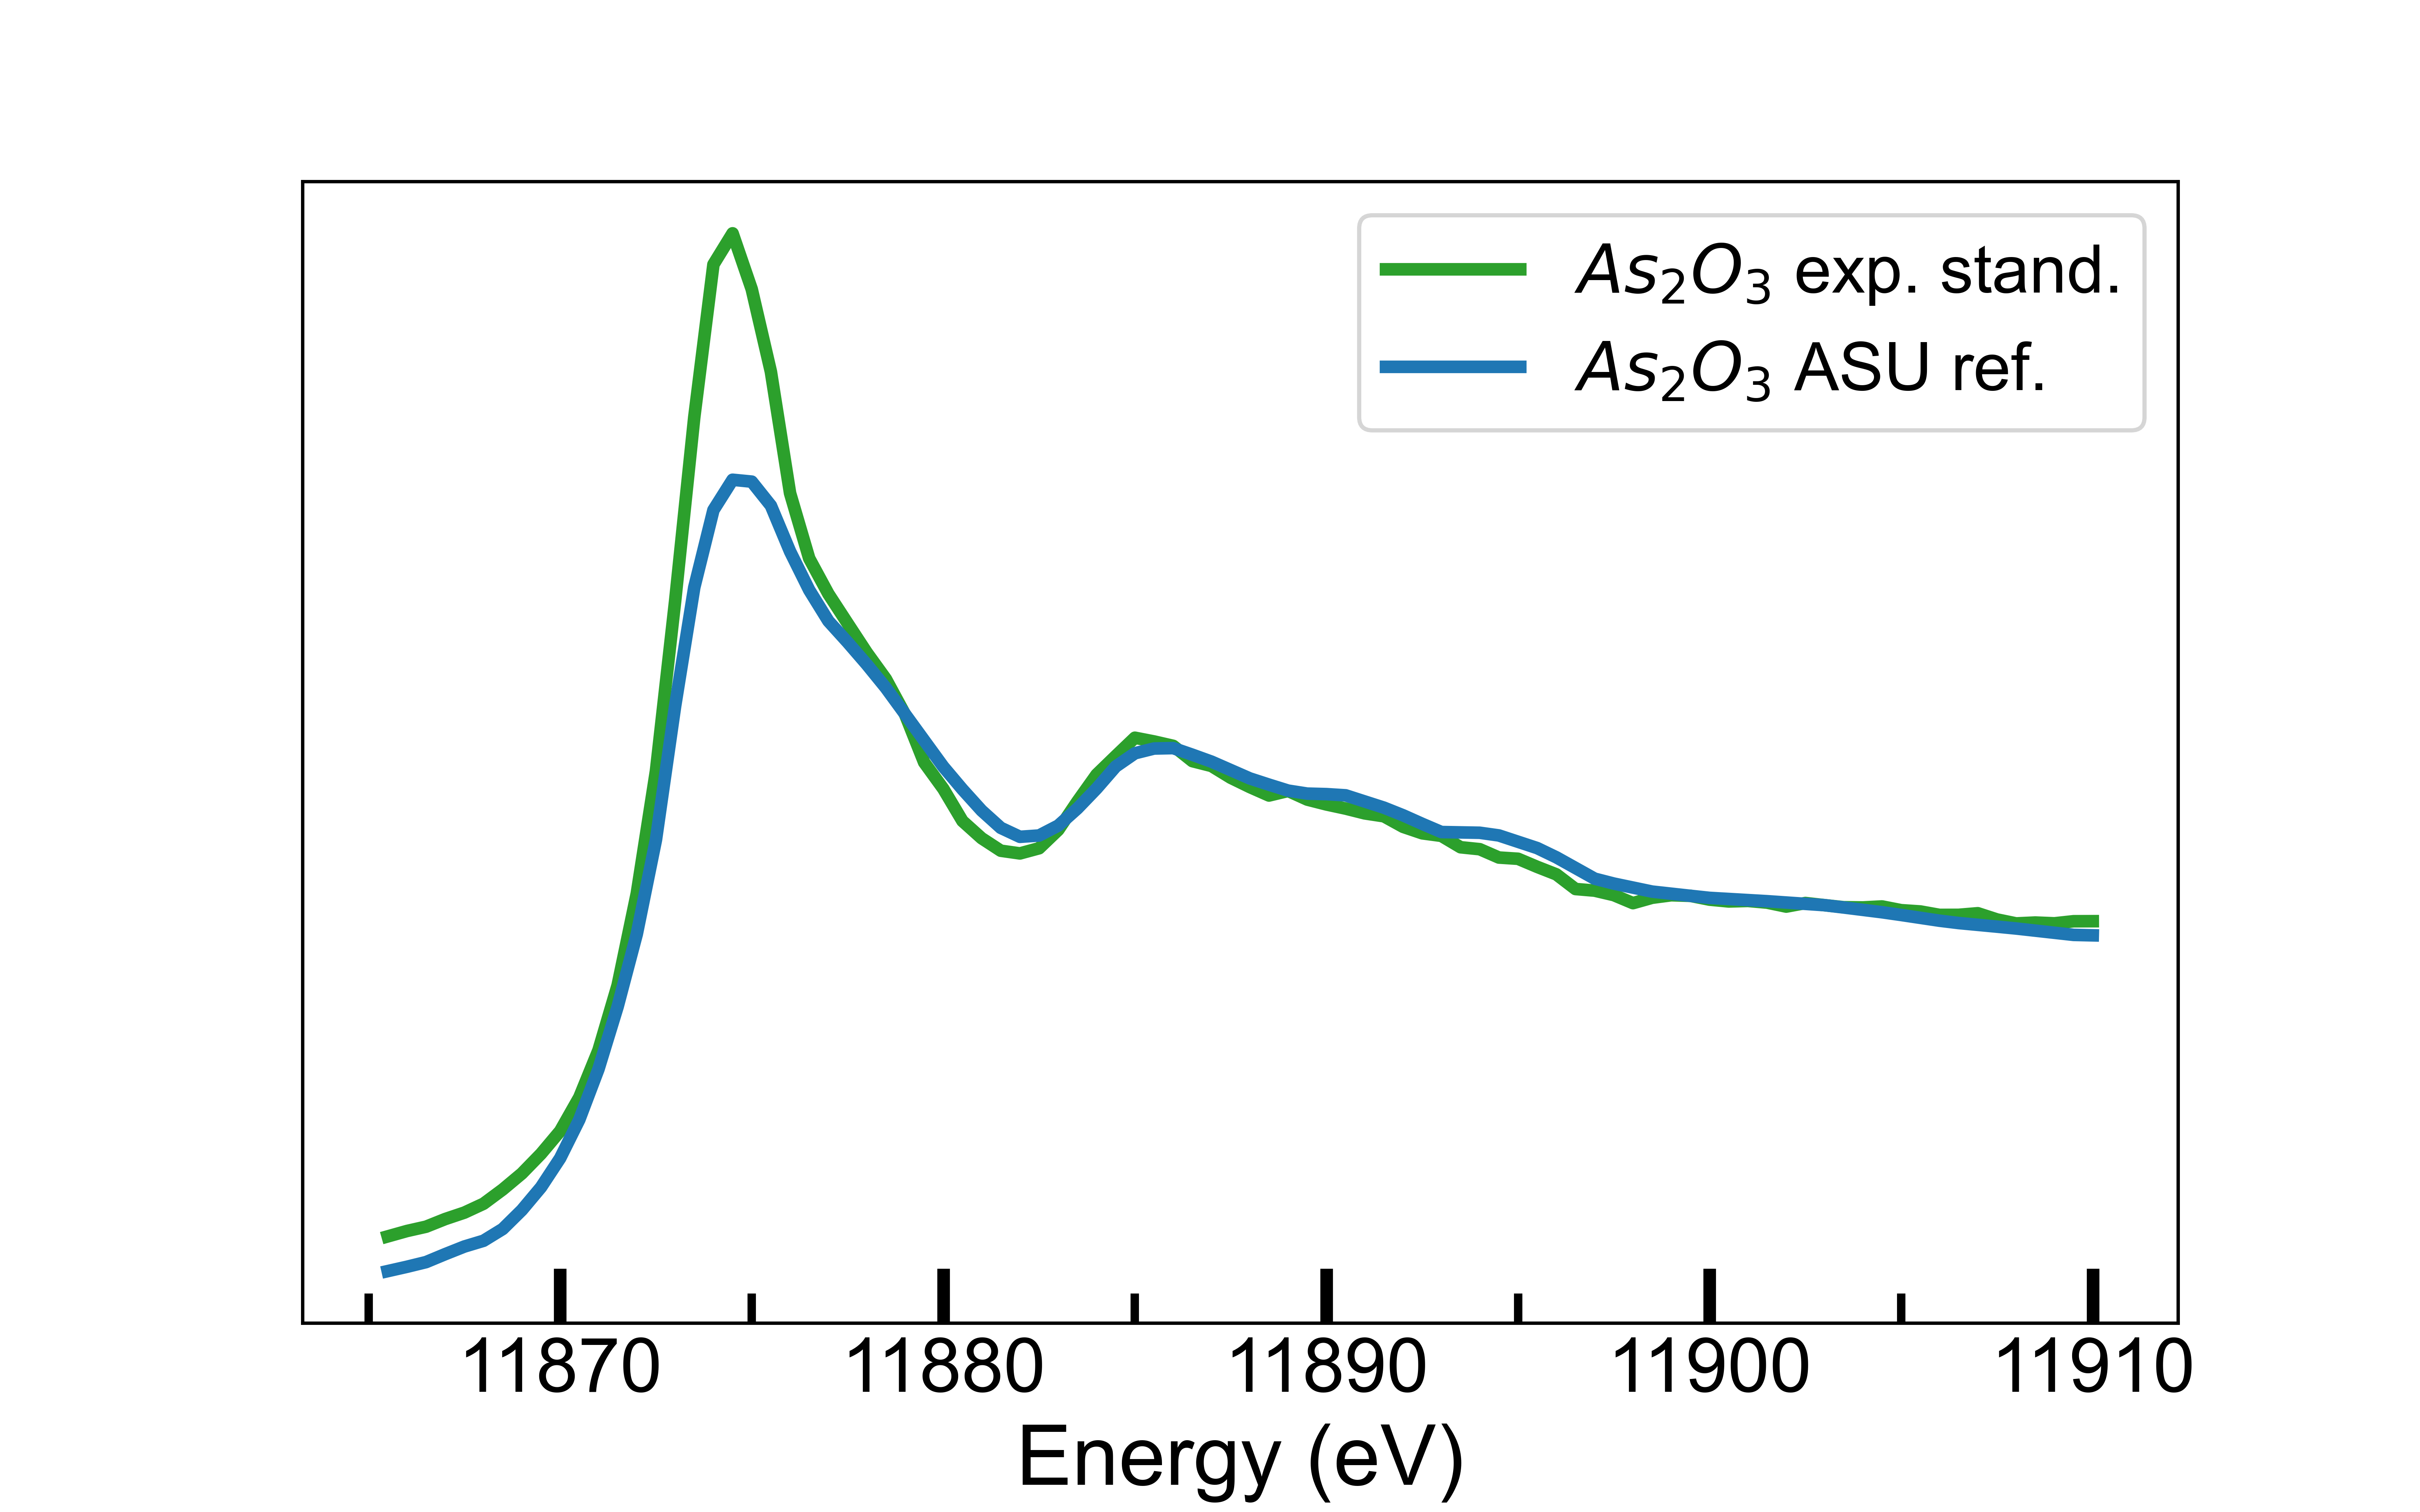 As₂O₃ exp. stand.
As₂O₃ ASU ref.
11870 11880 11890 11900 11910
Energy (eV)